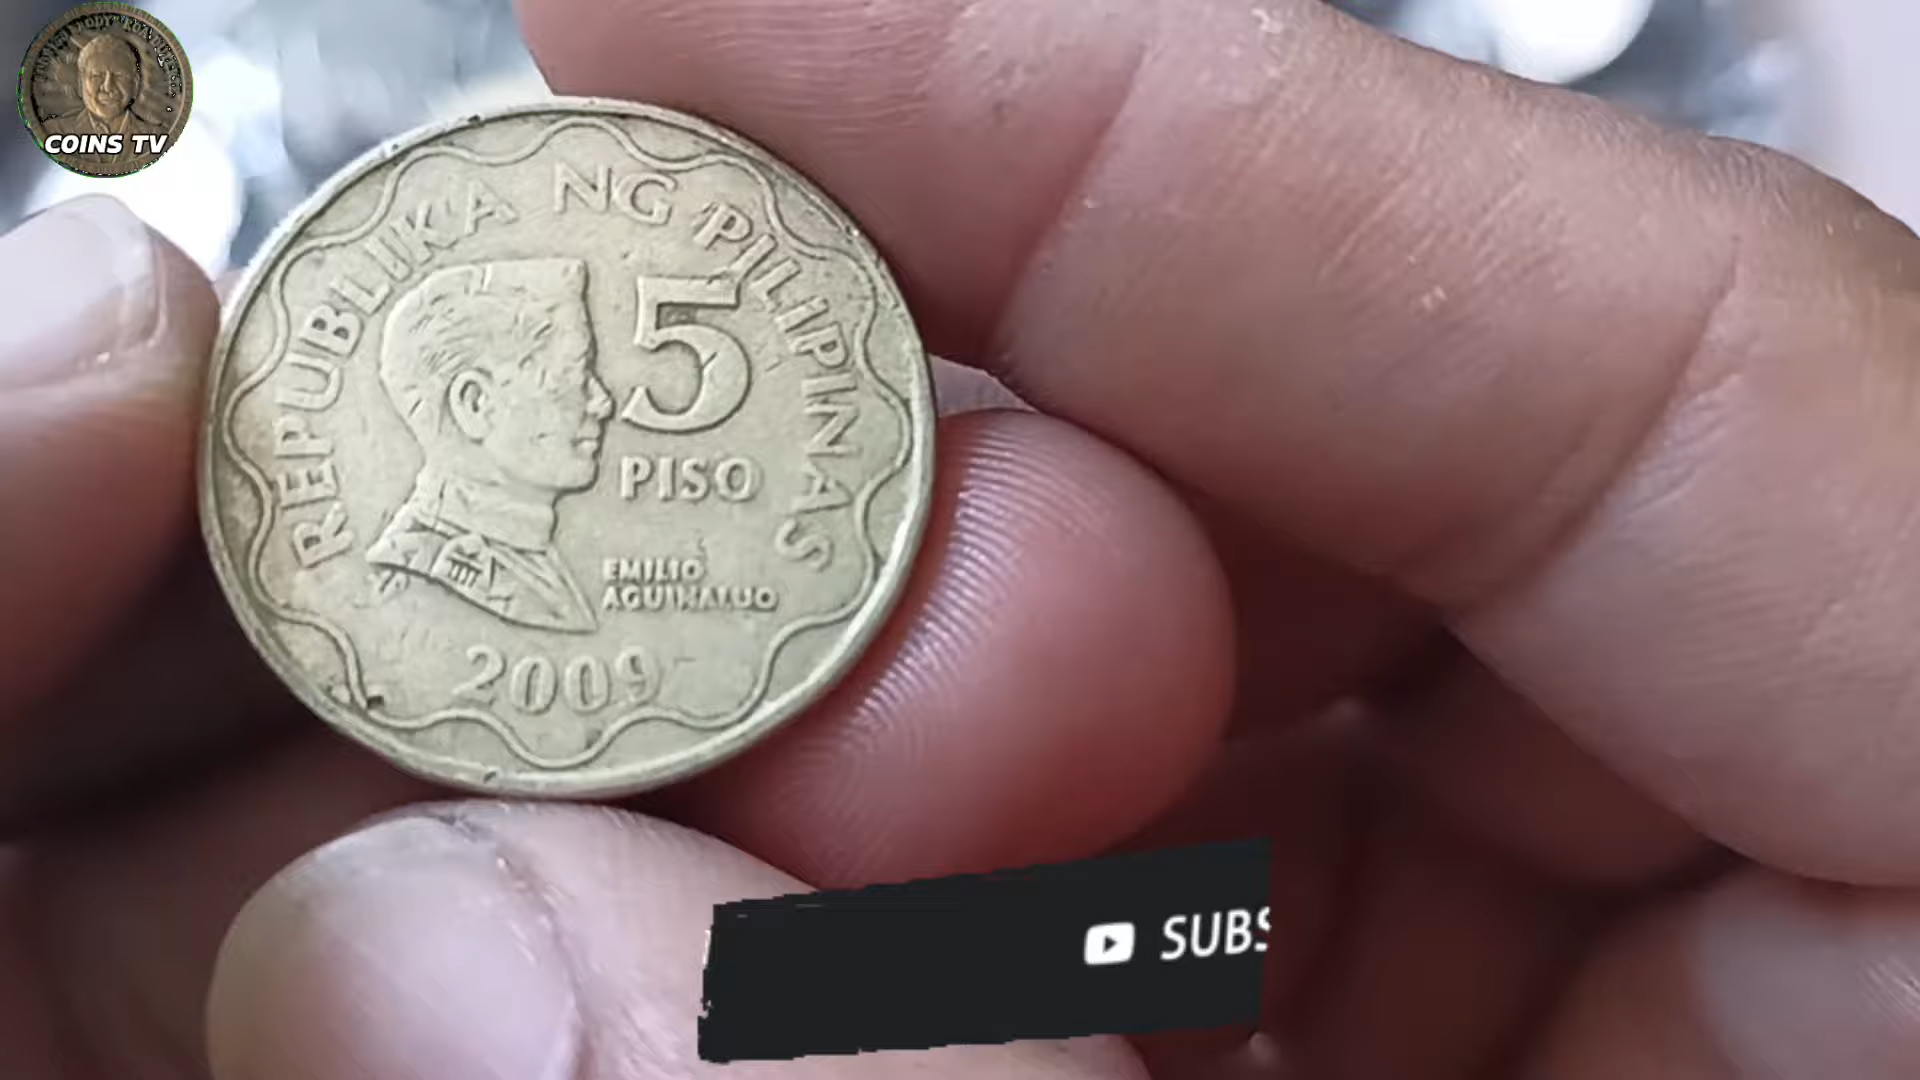 COINS TV
REPUBLIKA NG PILIPINAS
5
PISO
EMILIO
AGUINALDO
2009
SUBS